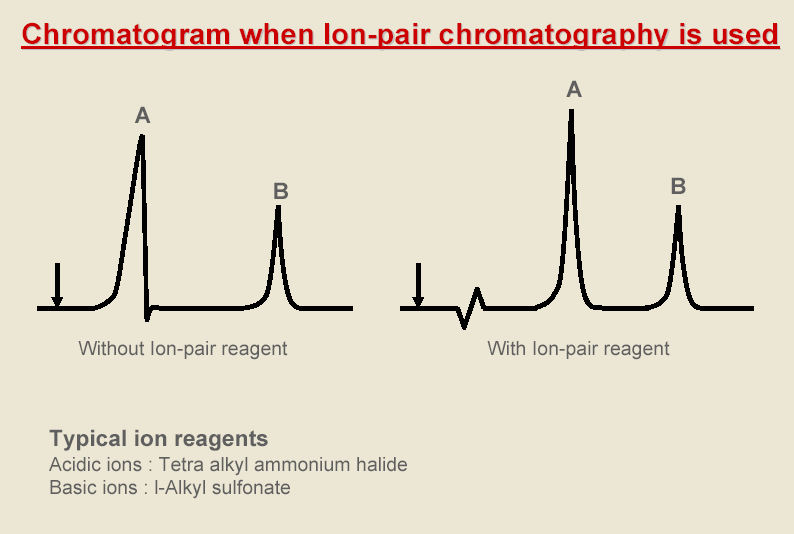 Chromatogram when Ion-pair chromatography is used
A
B
Without Ion-pair reagent
A
B
With Ion-pair reagent
Typical ion reagents
Acidic ions : Tetra alkyl ammonium halide
Basic ions : l-Alkyl sulfonate